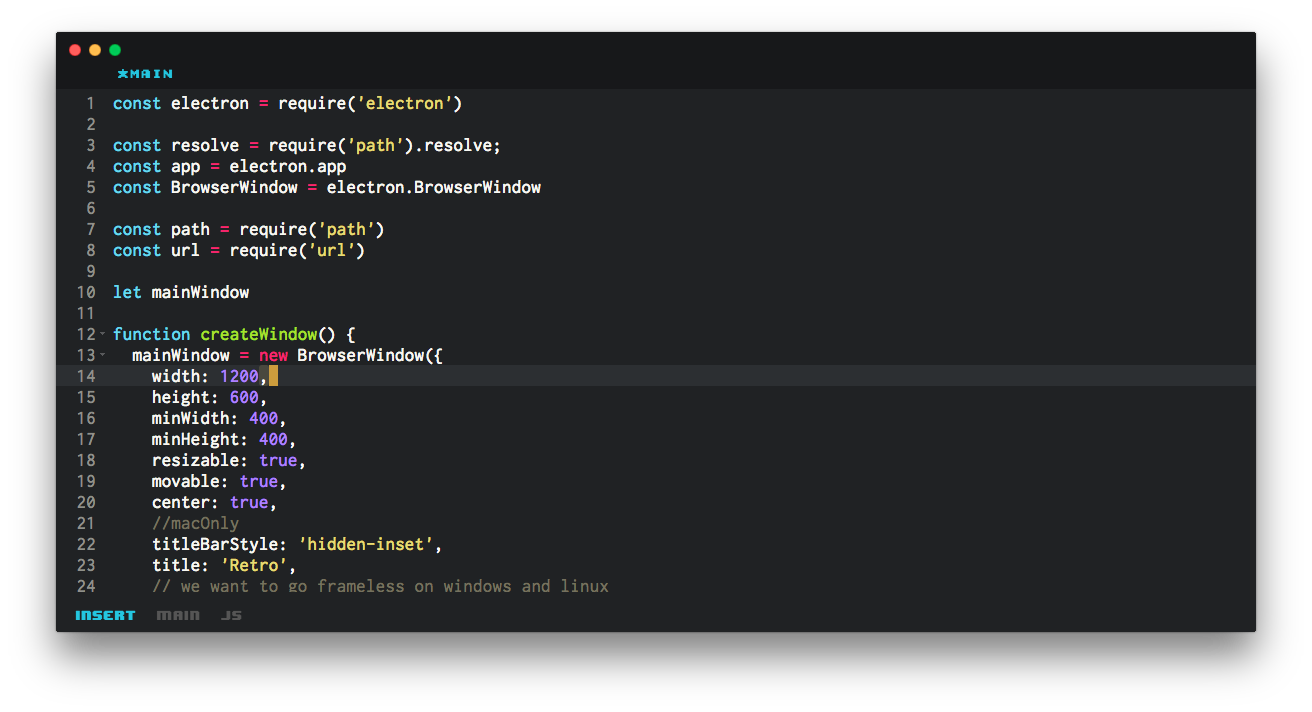 *MAIN
1 const electron = require('electron')
2
3 const resolve = require('path').resolve;
4 const app = electron.app
5 const BrowserWindow = electron.BrowserWindow
6
7 const path = require('path')
8 const url = require('url')
9
10 let mainWindow
11
12 function createWindow() {
13   mainWindow = new BrowserWindow({
14     width: 1200,
15     height: 600,
16     minWidth: 400,
17     minHeight: 400,
18     resizable: true,
19     movable: true,
20     center: true,
21     //macOnly
22     titleBarStyle: 'hidden-inset',
23     title: 'Retro',
24     // we want to go frameless on windows and linux
INSERT MAIN JS